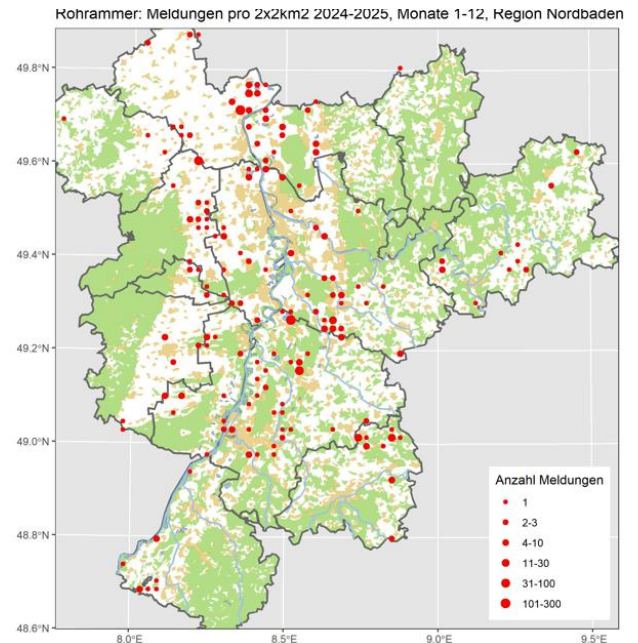 Rohrammer: Meldungen pro 2x2km2 2024-2025, Monate 1-12, Region Nordbaden
49.8°N
49.6°N
49.4°N
49.2°N
49.0°N
48.8°N
48.6°N
Anzahl Meldungen
1
2-3
4-10
11-30
31-100
101-300
8.0°E
8.5°E
9.0°E
9.5°E